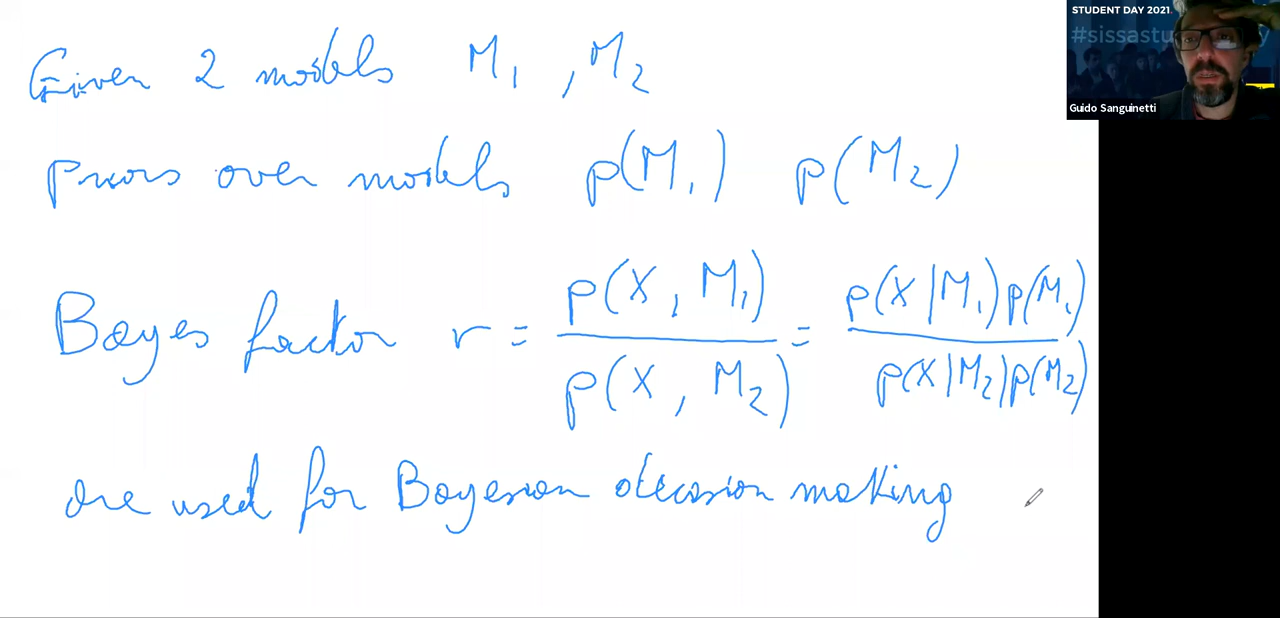 STUDENT DAY 2021
#sissastu
Guido Sanguinetti
Given 2 models M₁ , M₂
Priors over models p(M₁) p(M₂)
Bayes factor r = p(X, M₁) / p(X, M₂) = p(X|M₁)p(M₁) / p(X|M₂)p(M₂)
are used for Bayesian decision making